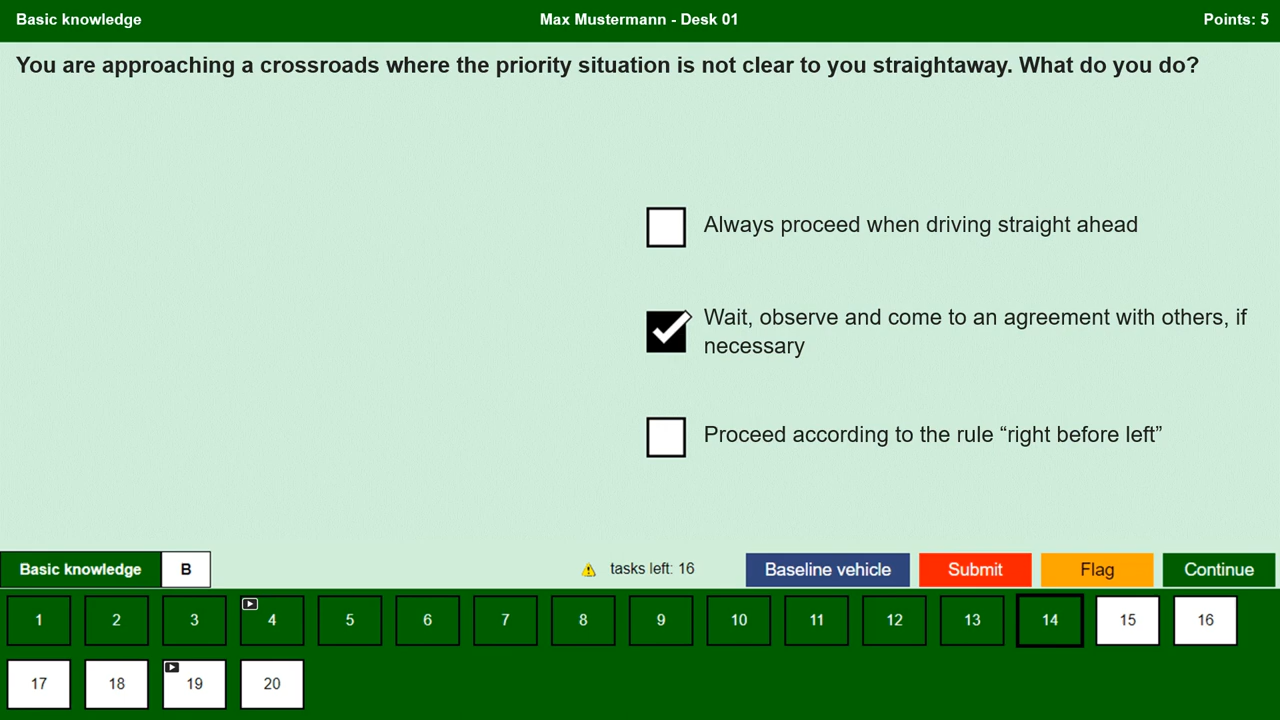 Basic knowledge
Max Mustermann - Desk 01
Points: 5
You are approaching a crossroads where the priority situation is not clear to you straightaway. What do you do?
Always proceed when driving straight ahead
Wait, observe and come to an agreement with others, if
necessary
Proceed according to the rule “right before left”
Basic knowledge
B
tasks left: 16
Baseline vehicle
Submit
Flag
Continue
1 2 3 4 5 6 7 8 9 10 11 12 13 14 15 16
17 18 19 20